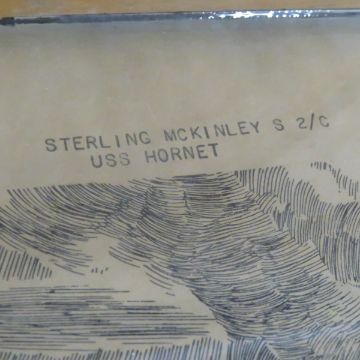 STERLING MCKINLEY S 2/C
USS HORNET